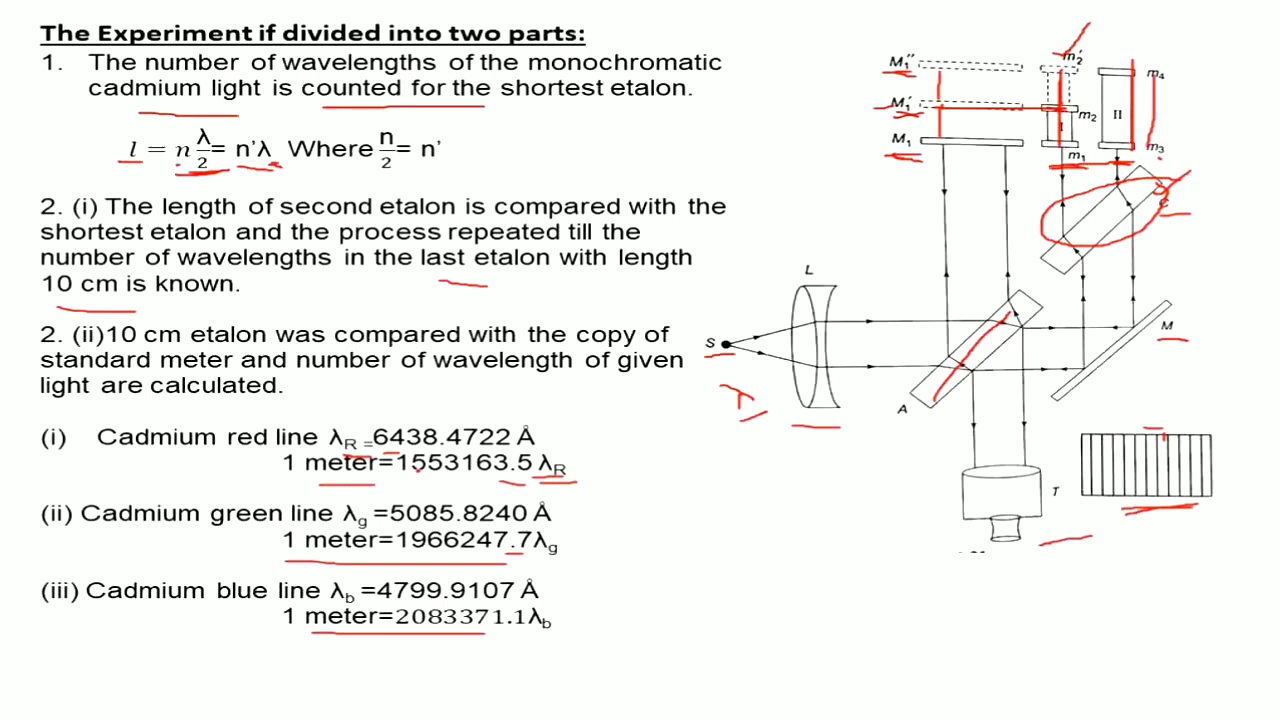 The Experiment if divided into two parts:
1. The number of wavelengths of the monochromatic
cadmium light is counted for the shortest etalon.
l = n λ/2 = n'λ Where n/2 = n'
2. (i) The length of second etalon is compared with the
shortest etalon and the process repeated till the
number of wavelengths in the last etalon with length
10 cm is known.
2. (ii)10 cm etalon was compared with the copy of
standard meter and number of wavelength of given
light are calculated.
(i) Cadmium red line λR =6438.4722 Å
1 meter=1553163.5 λR
(ii) Cadmium green line λg =5085.8240 Å
1 meter=1966247.7λg
(iii) Cadmium blue line λb =4799.9107 Å
1 meter=2083371.1λb
M1''
M1'
M1
m2'
m2
I
m1
m4
II
m3
C
L
S
M
A
T